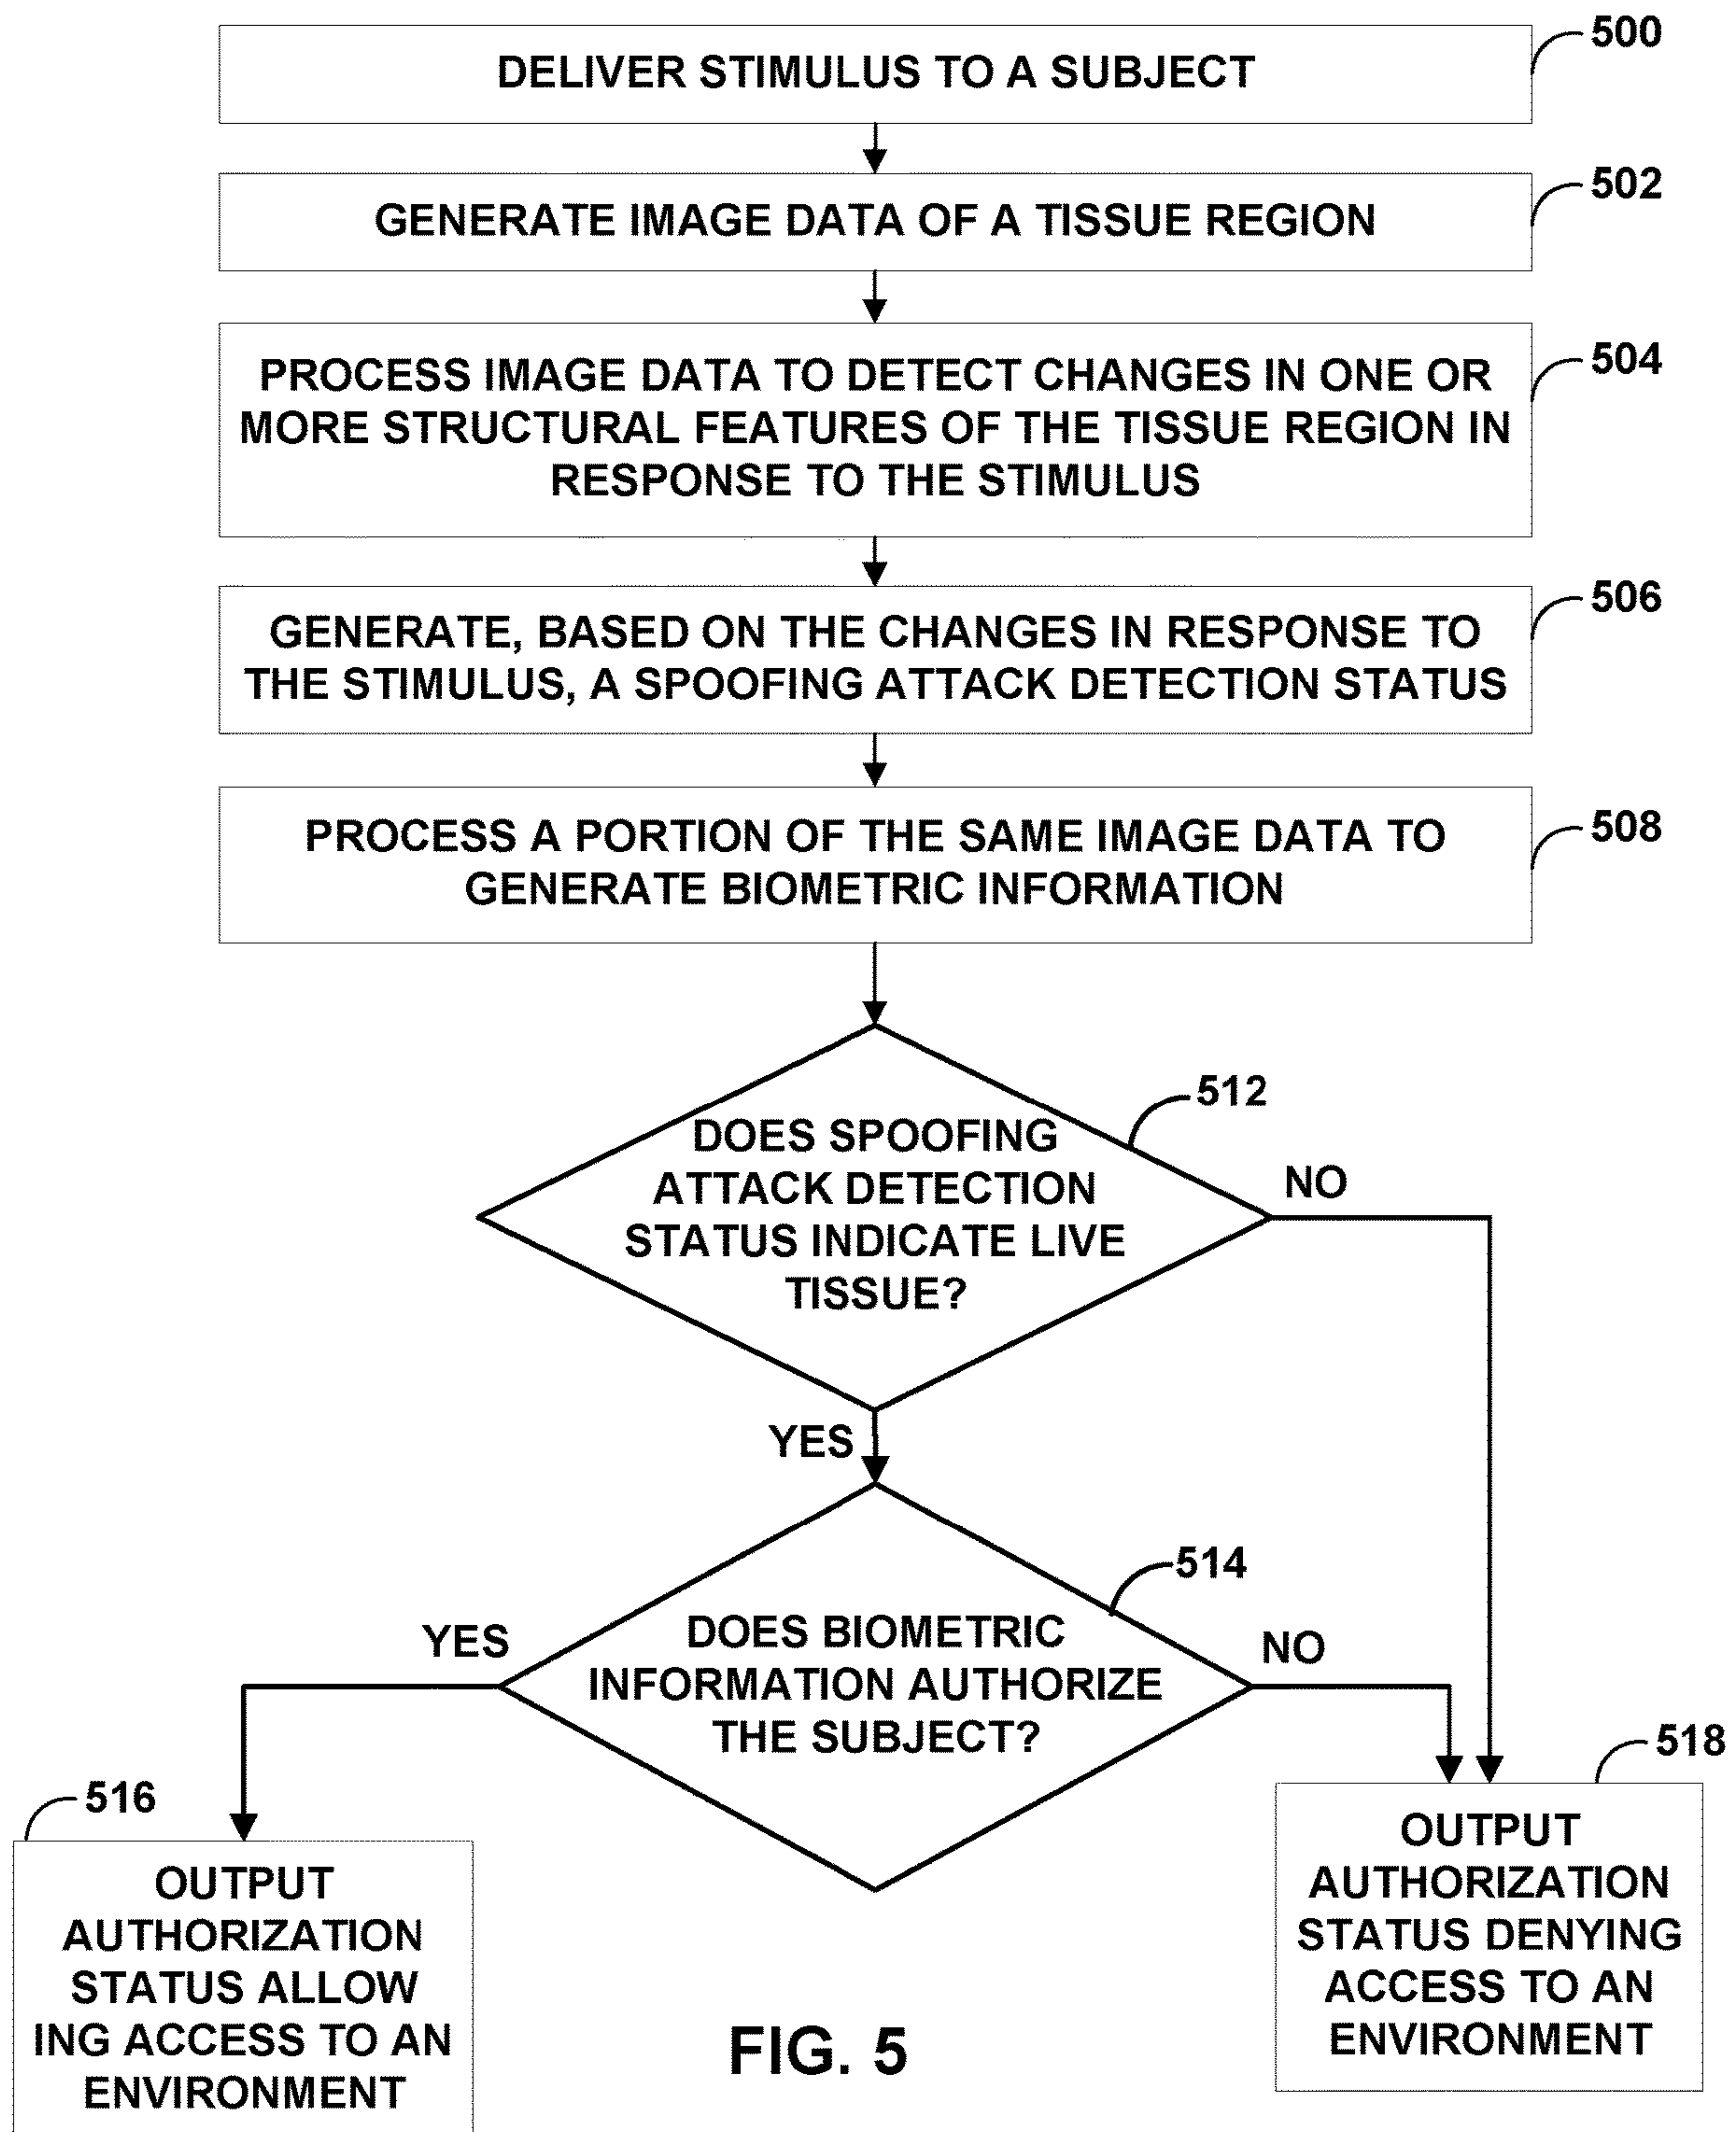 500
DELIVER STIMULUS TO A SUBJECT
502
GENERATE IMAGE DATA OF A TISSUE REGION
504
PROCESS IMAGE DATA TO DETECT CHANGES IN ONE OR
MORE STRUCTURAL FEATURES OF THE TISSUE REGION IN
RESPONSE TO THE STIMULUS
506
GENERATE, BASED ON THE CHANGES IN RESPONSE TO
THE STIMULUS, A SPOOFING ATTACK DETECTION STATUS
508
PROCESS A PORTION OF THE SAME IMAGE DATA TO
GENERATE BIOMETRIC INFORMATION
512
DOES SPOOFING
ATTACK DETECTION
STATUS INDICATE LIVE
TISSUE?
NO
YES
514
DOES BIOMETRIC
INFORMATION AUTHORIZE
THE SUBJECT?
YES
NO
516
OUTPUT
AUTHORIZATION
STATUS ALLOW
ING ACCESS TO AN
ENVIRONMENT
518
OUTPUT
AUTHORIZATION
STATUS DENYING
ACCESS TO AN
ENVIRONMENT
FIG. 5